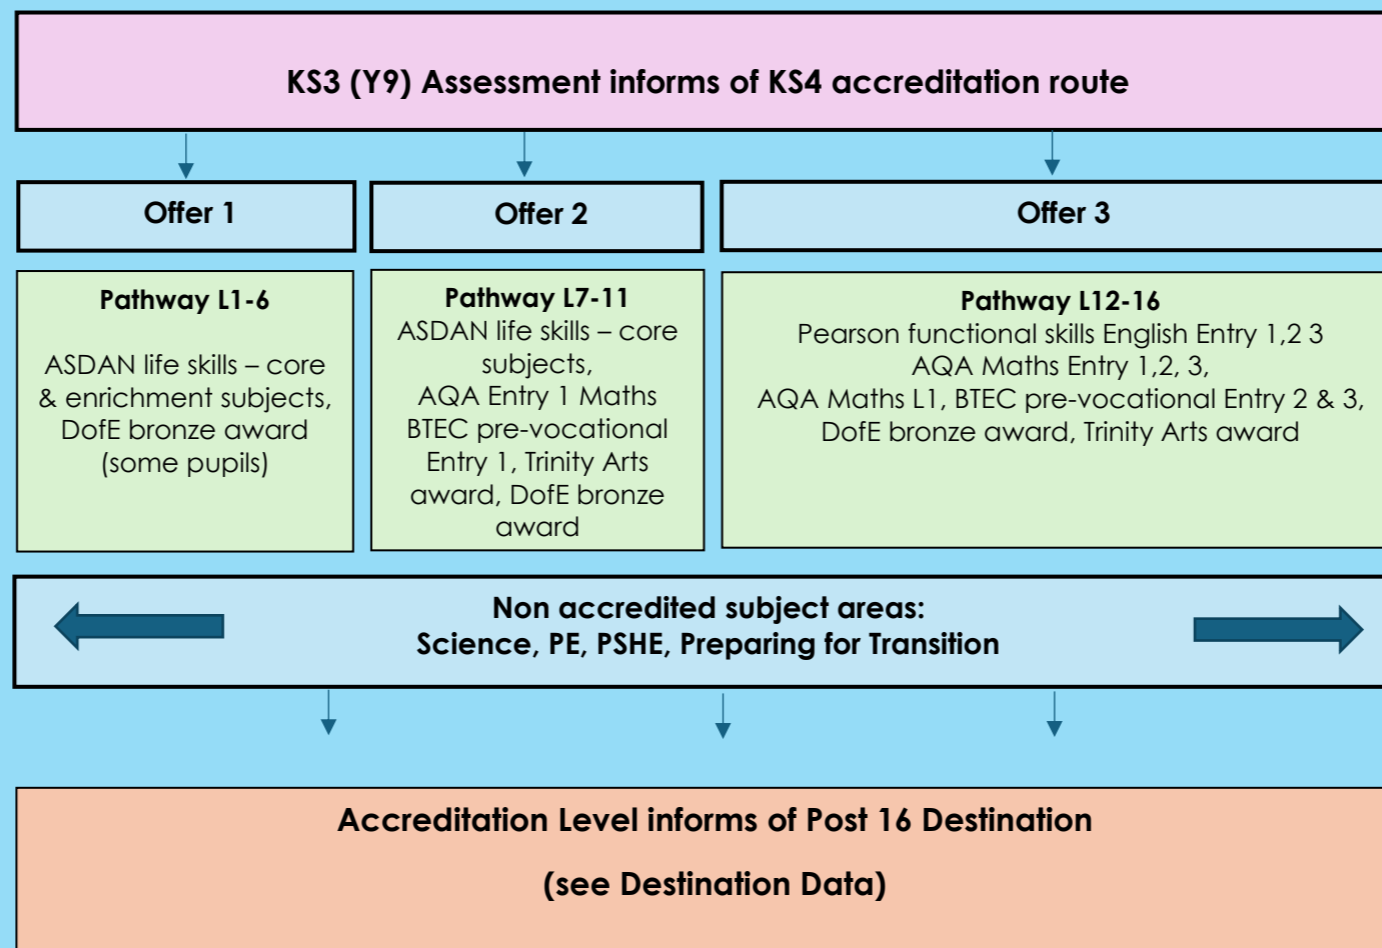 KS3 (Y9) Assessment informs of KS4 accreditation route
Offer 1
Offer 2
Offer 3
Pathway L1-6
ASDAN life skills – core
& enrichment subjects,
DofE bronze award
(some pupils)
Pathway L7-11
ASDAN life skills – core
subjects,
AQA Entry 1 Maths
BTEC pre-vocational
Entry 1, Trinity Arts
award, DofE bronze
award
Pathway L12-16
Pearson functional skills English Entry 1,2 3
AQA Maths Entry 1,2, 3,
AQA Maths L1, BTEC pre-vocational Entry 2 & 3,
DofE bronze award, Trinity Arts award
Non accredited subject areas:
Science, PE, PSHE, Preparing for Transition
Accreditation Level informs of Post 16 Destination
(see Destination Data)